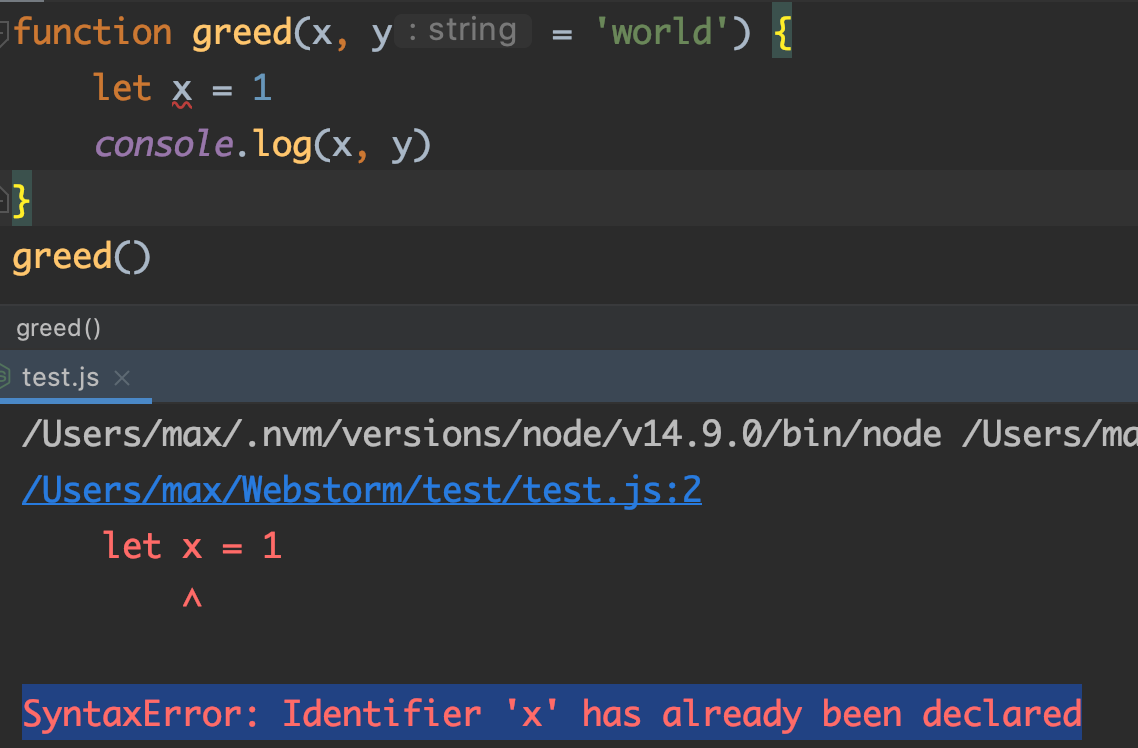 function greed(x, y : string = 'world') {
let x = 1
console.log(x, y)
}
greed()
greed()
test.js ×
/Users/max/.nvm/versions/node/v14.9.0/bin/node /Users/ma
/Users/max/Webstorm/test/test.js:2
let x = 1
^
SyntaxError: Identifier 'x' has already been declared